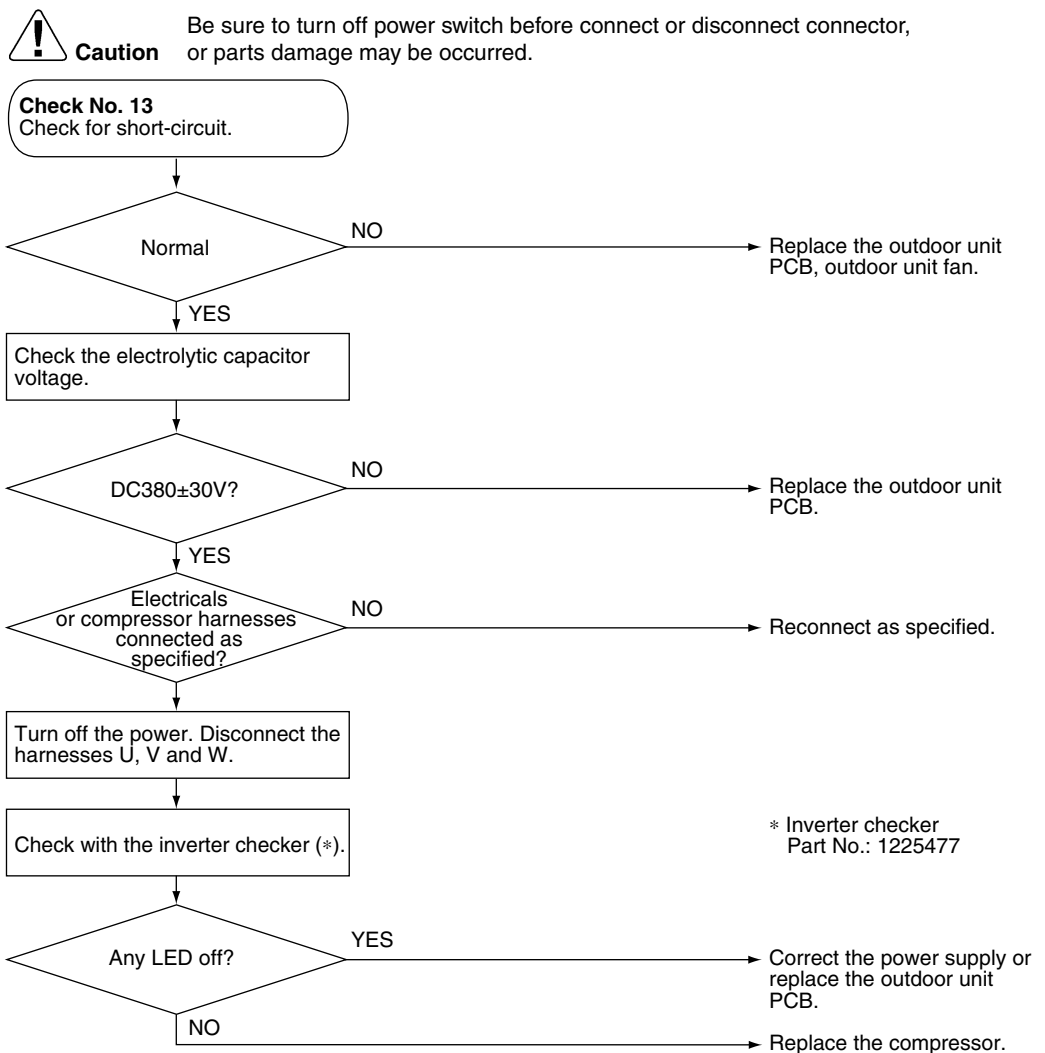 Be sure to turn off power switch before connect or disconnect connector,
Caution or parts damage may be occurred.
Check No. 13
Check for short-circuit.
Normal
NO
Replace the outdoor unit
PCB, outdoor unit fan.
YES
Check the electrolytic capacitor
voltage.
DC380±30V?
NO
Replace the outdoor unit
PCB.
YES
Electricals
or compressor harnesses
connected as
specified?
NO
Reconnect as specified.
Turn off the power. Disconnect the
harnesses U, V and W.
Check with the inverter checker (*).
* Inverter checker
Part No.: 1225477
Any LED off?
YES
Correct the power supply or
replace the outdoor unit
PCB.
NO
Replace the compressor.